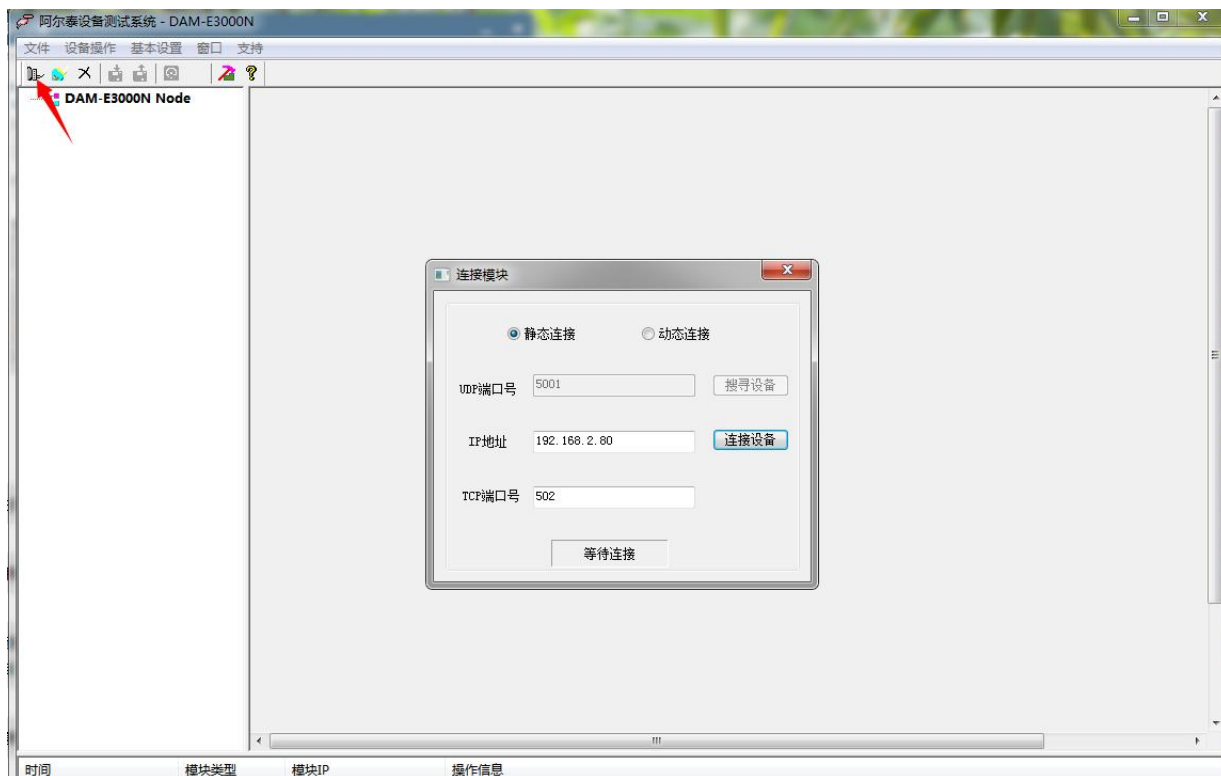 阿尔泰设备测试系统 - DAM-E3000N
文件 设备操作 基本设置 窗口 支持
DAM-E3000N Node
连接模块
静态连接 动态连接
UDP端口号 5001 搜寻设备
IP地址 192.168.2.80 连接设备
TCP端口号 502
等待连接
时间 模块类型 模块IP 操作信息